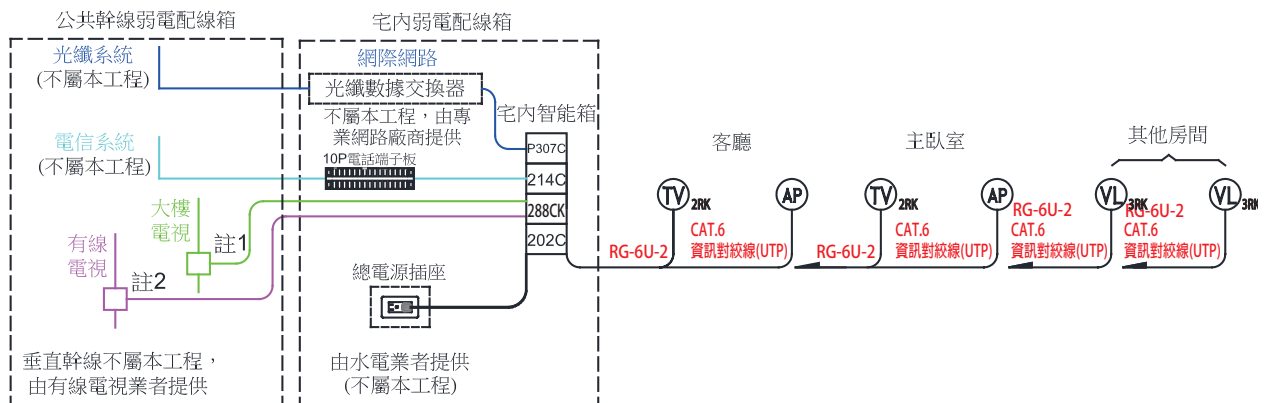 公共幹線弱電配線箱
宅內弱電配線箱
光纖系統
(不屬本工程)
網際網路
光纖數據交換器
不屬本工程，由專
業網路廠商提供
宅內智能箱
電信系統
(不屬本工程)
10P電話端子板
P307C
214C
288CK
202C
大樓
電視
註1
有線
電視
註2
總電源插座
垂直幹線不屬本工程，
由有線電視業者提供
由水電業者提供
(不屬本工程)
客廳
主臥室
其他房間
TV
2RK
AP
TV
2RK
AP
VL
3RK
VL
3RK
RG-6U-2
CAT.6
資訊對絞線(UTP)
RG-6U-2
CAT.6
資訊對絞線(UTP)
RG-6U-2
CAT.6
資訊對絞線(UTP)
RG-6U-2
CAT.6
資訊對絞線(UTP)